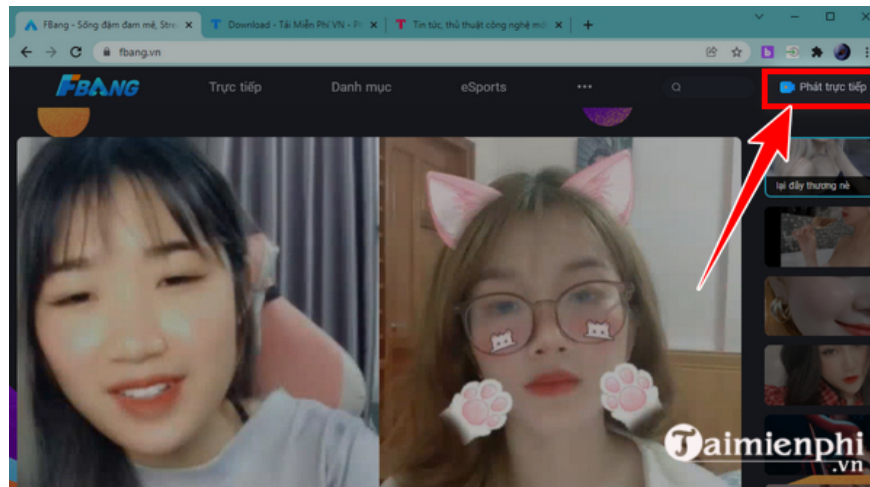 FBang - Sống đậm đam mê, Stre
Download - Tải Miễn Phí VN - Ph
Tin tức, thủ thuật công nghệ mớ
fbang.vn
FBANG
Trực tiếp
Danh mục
eSports
Phát trực tiếp
lại đây thương nè
Taimienphi
.vn